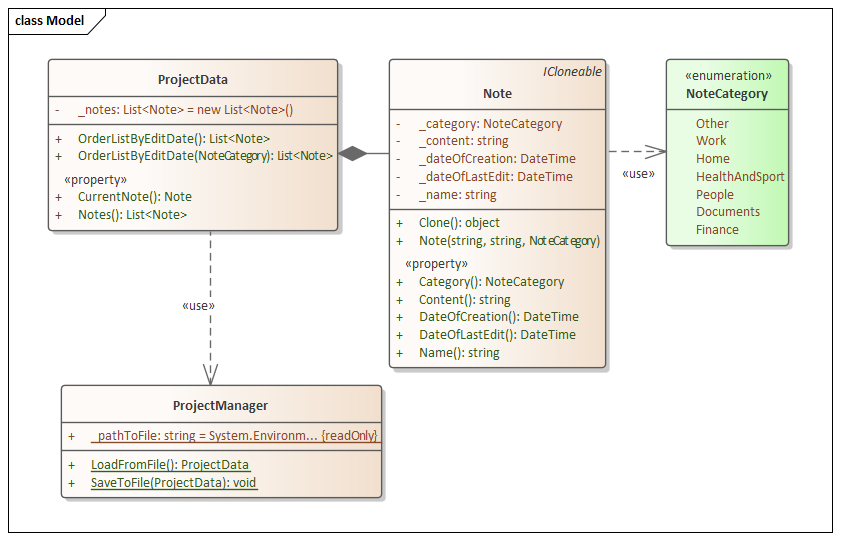 class Model
ProjectData
- _notes: List<Note> = new List<Note>()
+ OrderListByEditDate(): List<Note>
+ OrderListByEditDate(NoteCategory): List<Note>
«property»
+ CurrentNote(): Note
+ Notes(): List<Note>
ICloneable
Note
- _category: NoteCategory
- _content: string
- _dateOfCreation: DateTime
- _dateOfLastEdit: DateTime
- _name: string
+ Clone(): object
+ Note(string, string, NoteCategory)
«property»
+ Category(): NoteCategory
+ Content(): string
+ DateOfCreation(): DateTime
+ DateOfLastEdit(): DateTime
+ Name(): string
«use»
«enumeration»
NoteCategory
Other
Work
Home
HealthAndSport
People
Documents
Finance
«use»
ProjectManager
+ _pathToFile: string = System.Environm... {readOnly}
+ LoadFromFile(): ProjectData
+ SaveToFile(ProjectData): void